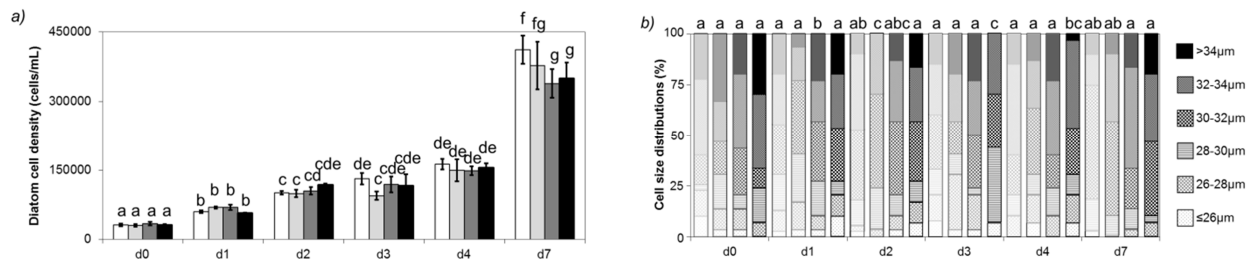 a)
Diatom cell density (cells/mL)
450000
300000
150000
0
a a a a
b b b b
c c cd cde
de c cde cde
de de de de
f fg g g
d0 d1 d2 d3 d4 d7
b)
Cell size distributions (%)
100
75
50
25
0
a a a a a a b a ab c abc a a a a c a a a bc ab ab a a
d0 d1 d2 d3 d4 d7
>34µm
32-34µm
30-32µm
28-30µm
26-28µm
≤26µm